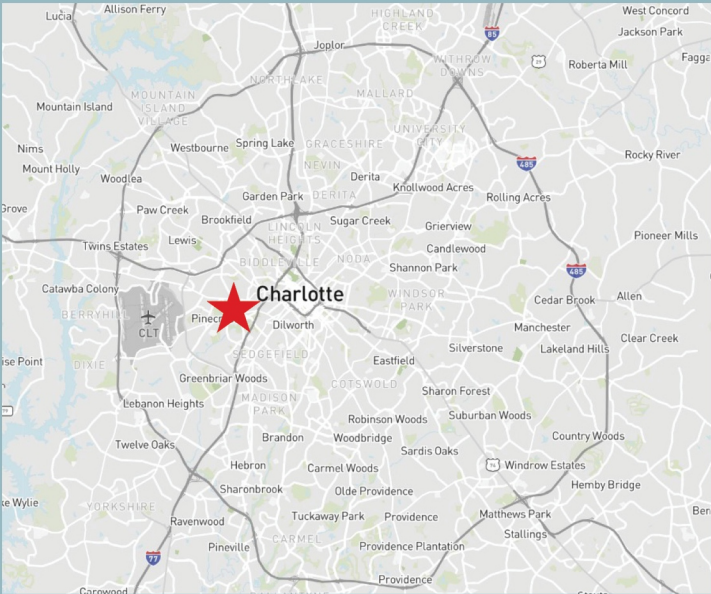 Allison Ferry
Lucia
HIGHLAND
CREEK
West Concord
Jackson Park
85
Joplor
WITHROW
DOWNS
29
Roberta Mill
NORTHLAKE
MALLARD
Mountain Island
MOUNTAIN
ISLAND
VILLAGE
UNIVERSITY
CITY
Nims
Westbourne
Spring Lake
GRACESHIRE
NEVIN
485
Rocky River
Mount Holly
Woodlea
Derita
Knollwood Acres
Rolling Acres
Garden Park
DERITA
Grove
Paw Creek
Brookfield
Sugar Creek
Grierview
LINCOLN
HEIGHTS
Pioneer Mills
Twins Estates
Lewis
Candlewood
BIDDLEVILLE
NODA
Shannon Park
485
Catawba Colony
Charlotte
WINDSOR
PARK
Cedar Brook
Allen
BERRYHILL
CLT
Dilworth
Manchester
Clear Creek
SEDGEFIELD
Silverstone
Lakeland Hills
DIXIE
Eastfield
Greenbriar Woods
COTSWOLD
Sharon Forest
MADISON
PARK
Lebanon Heights
Robinson Woods
Suburban Woods
Brandon
Woodbridge
Country Woods
Twelve Oaks
Sardis Oaks
Hebron
Carmel Woods
74
Windrow Estates
Sharonbrook
Olde Providence
Hemby Bridge
YORKSHIRE
Tuckaway Park
Providence
Matthews Park
Ravenwood
Stallings
CARMEL
Pineville
Providence Plantation
77
Providence